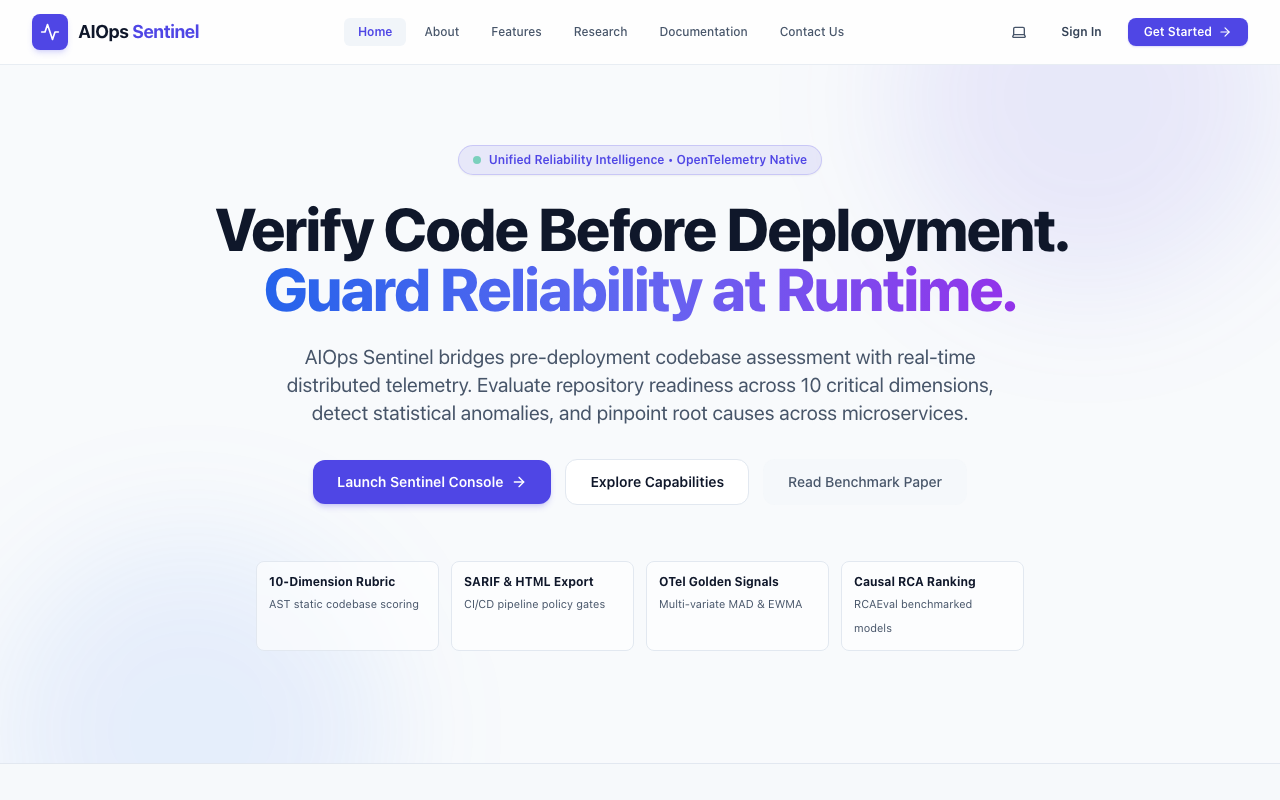 AIOps Sentinel
Home
About
Features
Research
Documentation
Contact Us
Sign In
Get Started
Unified Reliability Intelligence • OpenTelemetry Native
Verify Code Before Deployment.
Guard Reliability at Runtime.
AIOps Sentinel bridges pre-deployment codebase assessment with real-time
distributed telemetry. Evaluate repository readiness across 10 critical dimensions,
detect statistical anomalies, and pinpoint root causes across microservices.
Launch Sentinel Console
Explore Capabilities
Read Benchmark Paper
10-Dimension Rubric
AST static codebase scoring
SARIF & HTML Export
CI/CD pipeline policy gates
OTel Golden Signals
Multi-variate MAD & EWMA
Causal RCA Ranking
RCAEval benchmarked
models